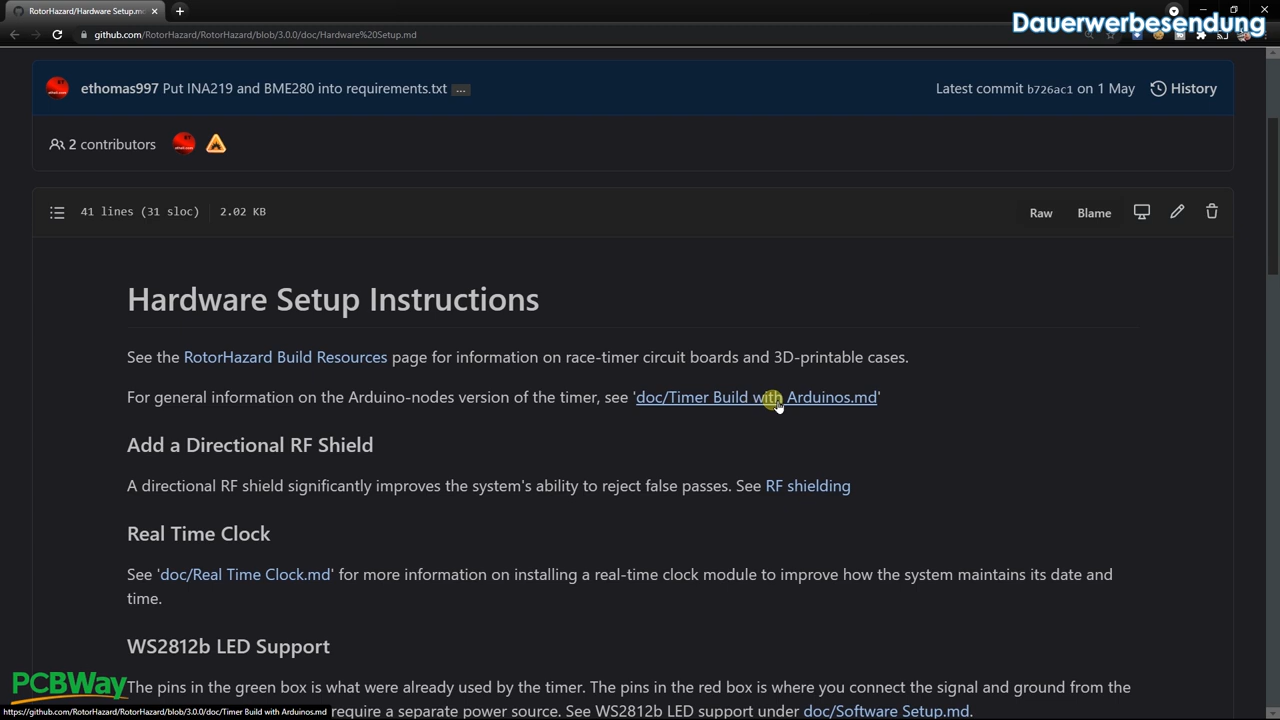 RotorHazard/Hardware Setup.m
Dauerwerbesendung
github.com/RotorHazard/RotorHazard/blob/3.0.0/doc/Hardware%20Setup.md
ethomas997 Put INA219 and BME280 into requirements.txt ...
Latest commit b726ac1 on 1 May
History
2 contributors
41 lines (31 sloc) 2.02 KB
Raw
Blame
Hardware Setup Instructions
See the RotorHazard Build Resources page for information on race-timer circuit boards and 3D-printable cases.
For general information on the Arduino-nodes version of the timer, see 'doc/Timer Build with Arduinos.md'
Add a Directional RF Shield
A directional RF shield significantly improves the system's ability to reject false passes. See RF shielding
Real Time Clock
See 'doc/Real Time Clock.md' for more information on installing a real-time clock module to improve how the system maintains its date and
time.
WS2812b LED Support
PCBWay
The pins in the green box is what were already used by the timer. The pins in the red box is where you connect the signal and ground from the
https://github.com/RotorHazard/RotorHazard/blob/3.0.0/doc/Timer Build with Arduinos.md
require a separate power source. See WS2812b LED support under doc/Software Setup.md.